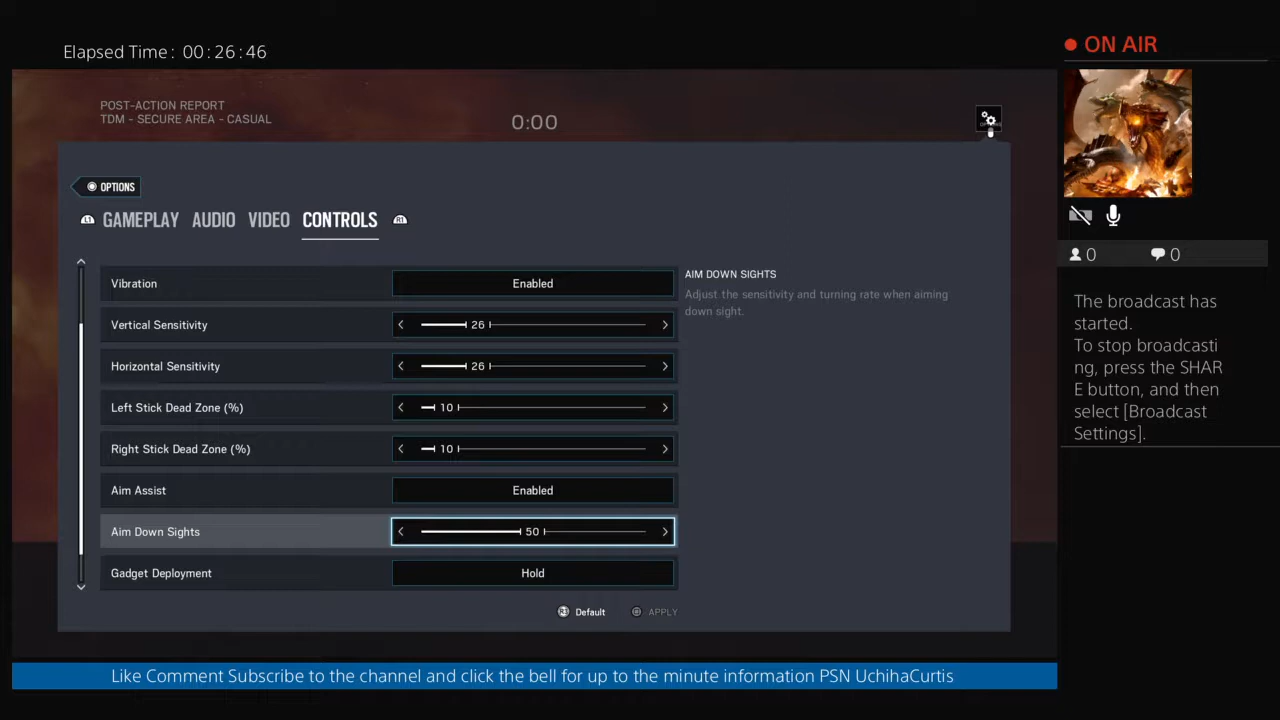 Elapsed Time: 00:26:46
ON AIR
POST-ACTION REPORT
TDM - SECURE AREA - CASUAL
0:00
OPTIONS
L1 GAMEPLAY AUDIO VIDEO CONTROLS R1
0 0
Vibration Enabled
Vertical Sensitivity 26
Horizontal Sensitivity 26
Left Stick Dead Zone (%) 10
Right Stick Dead Zone (%) 10
Aim Assist Enabled
Aim Down Sights 50
Gadget Deployment Hold
AIM DOWN SIGHTS
Adjust the sensitivity and turning rate when aiming
down sight.
R3 Default APPLY
The broadcast has
started.
To stop broadcasti
ng, press the SHAR
E button, and then
select [Broadcast
Settings].
Like Comment Subscribe to the channel and click the bell for up to the minute information PSN UchihaCurtis